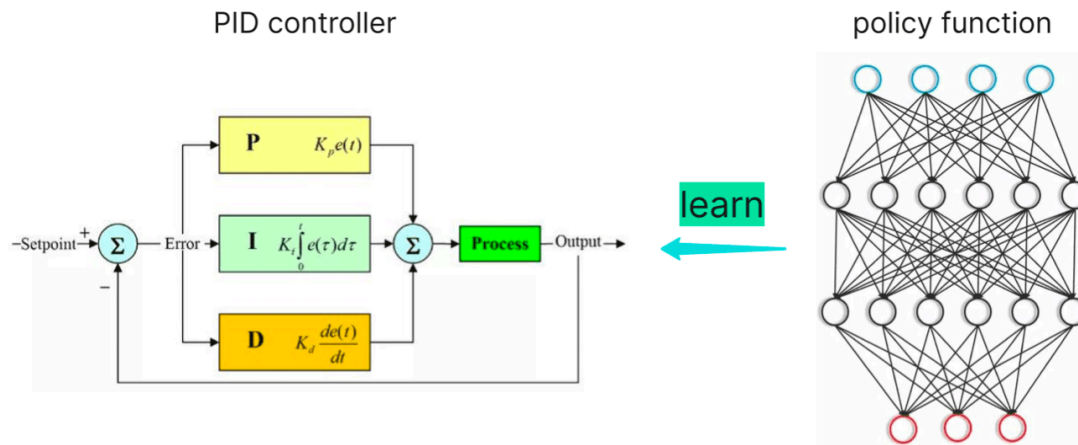 PID controller
policy function
P K_p e(t)
+
–Setpoint
Σ
Error
I K_i ∫_0^t e(τ)dτ
Σ
Process
Output
–
D K_d de(t)/dt
learn